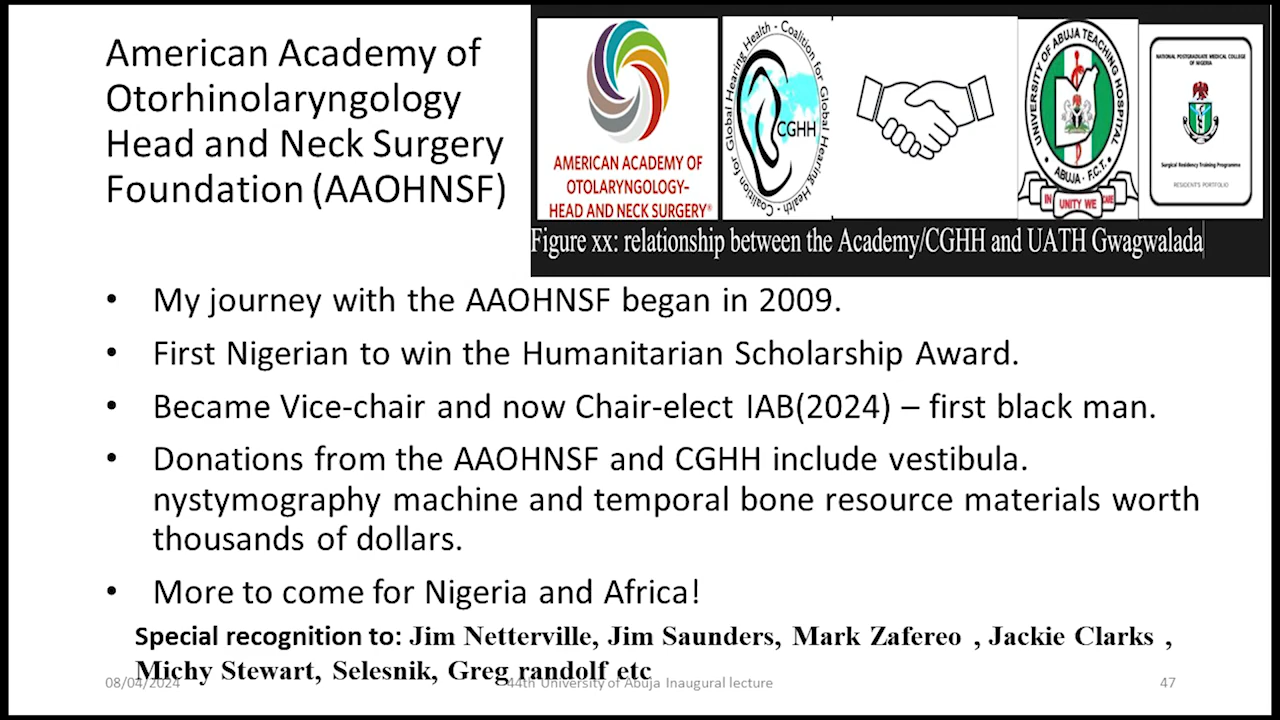 American Academy of
Otorhinolaryngology
Head and Neck Surgery
Foundation (AAOHNSF)
AMERICAN ACADEMY OF
OTOLARYNGOLOGY-
HEAD AND NECK SURGERY®
Coalition for Global Hearing Health - Coalition for Global Hearing Health -
CGHH
UNIVERSITY OF ABUJA TEACHING HOSPITAL
ABUJA - F.C.T.
IN UNITY WE CARE
NATIONAL POSTGRADUATE MEDICAL COLLEGE
OF NIGERIA
Surgical Residency Training Programme
RESIDENT'S PORTFOLIO
Figure xx: relationship between the Academy/CGHH and UATH Gwagwalada
• My journey with the AAOHNSF began in 2009.
• First Nigerian to win the Humanitarian Scholarship Award.
• Became Vice-chair and now Chair-elect IAB(2024) – first black man.
• Donations from the AAOHNSF and CGHH include vestibula.
nystymography machine and temporal bone resource materials worth
thousands of dollars.
• More to come for Nigeria and Africa!
Special recognition to: Jim Netterville, Jim Saunders, Mark Zafereo , Jackie Clarks ,
Michy Stewart, Selesnik, Greg randolf etc
08/04/2024
44th University of Abuja Inaugural lecture
47